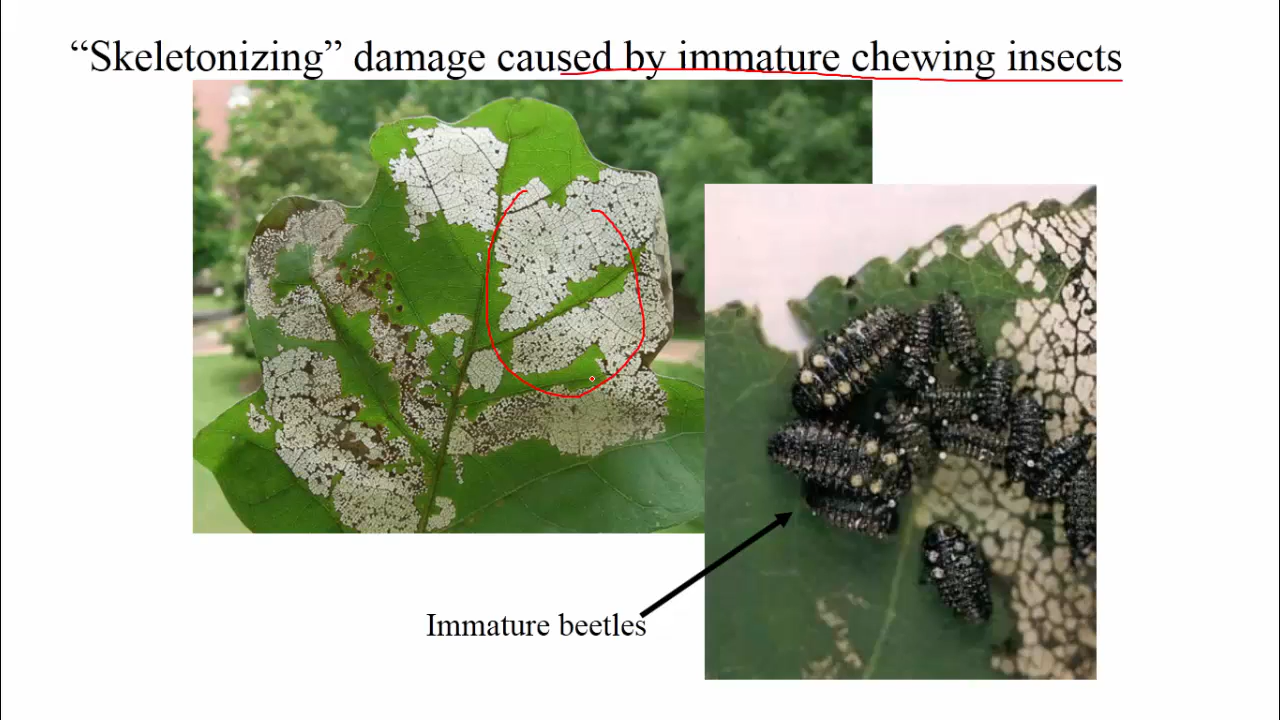 “Skeletonizing” damage caused by immature chewing insects
Immature beetles